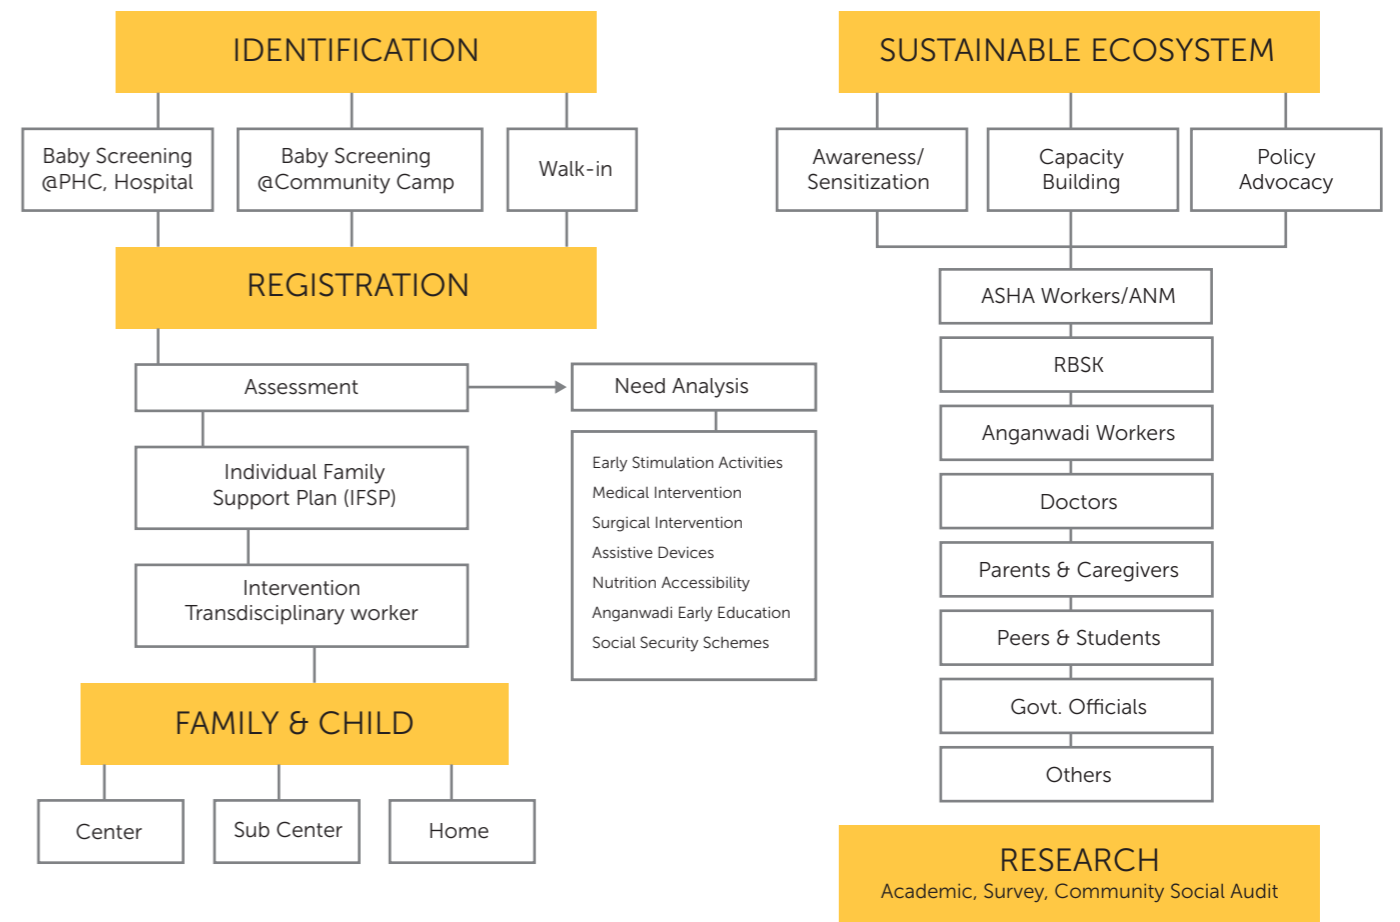 IDENTIFICATION
Baby Screening
@PHC, Hospital
Baby Screening
@Community Camp
Walk-in
REGISTRATION
Assessment
Need Analysis
Individual Family
Support Plan (IFSP)
Early Stimulation Activities
Medical Intervention
Surgical Intervention
Assistive Devices
Nutrition Accessibility
Anganwadi Early Education
Social Security Schemes
Intervention
Transdisciplinary worker
FAMILY & CHILD
Center
Sub Center
Home
SUSTAINABLE ECOSYSTEM
Awareness/
Sensitization
Capacity
Building
Policy
Advocacy
ASHA Workers/ANM
RBSK
Anganwadi Workers
Doctors
Parents & Caregivers
Peers & Students
Govt. Officials
Others
RESEARCH
Academic, Survey, Community Social Audit